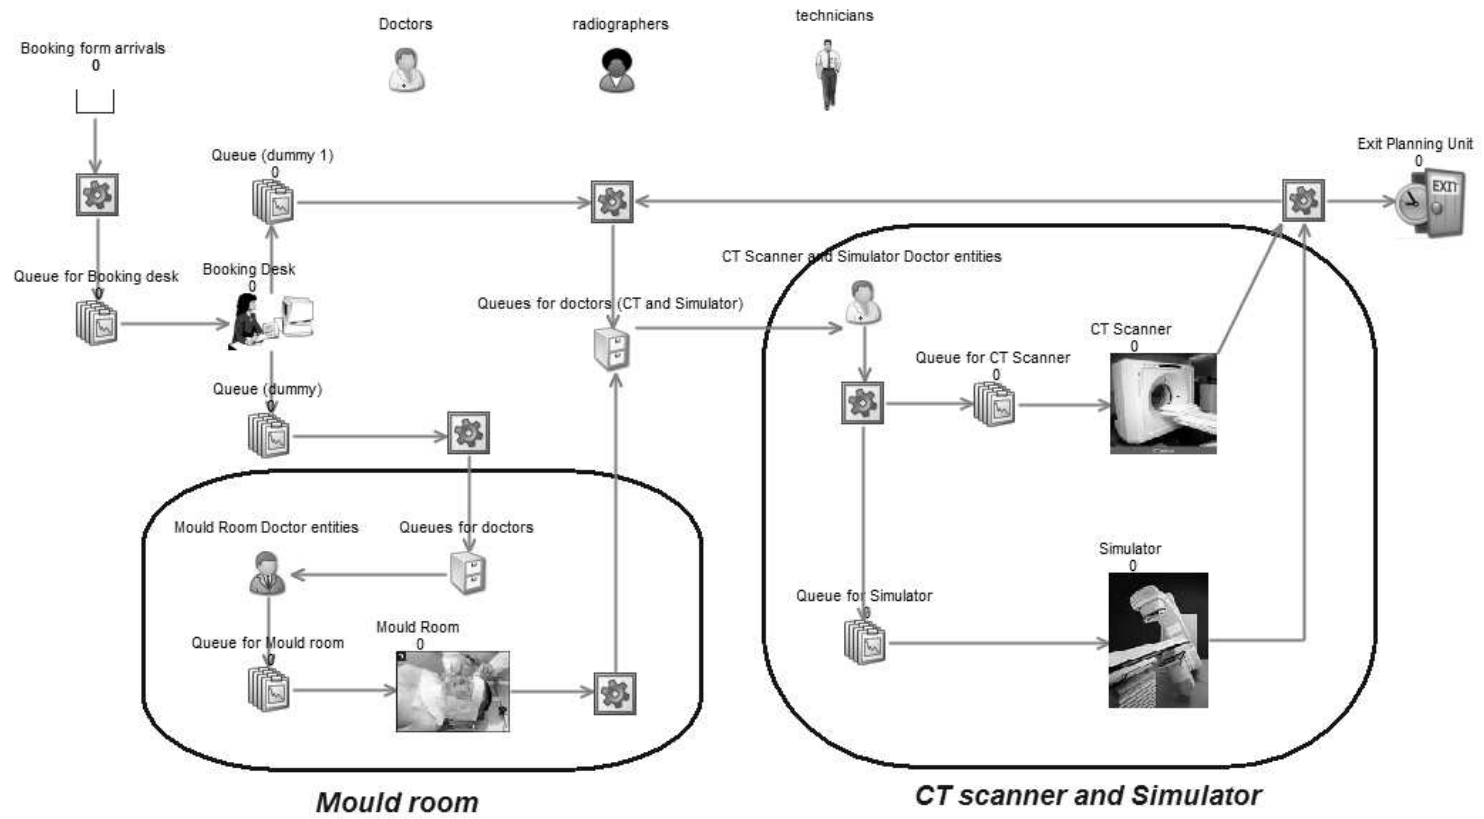 Doctors
radiographers
technicians
Booking form arrivals
0
Exit Planning Unit
0
EXIT
Queue (dummy 1)
0
Queue for Booking desk
0
Booking Desk
0
CT Scanner and Simulator Doctor entities
Queues for doctors (CT and Simulator)
CT Scanner
0
Queue for CT Scanner
0
Queue (dummy)
0
Mould Room Doctor entities
Queues for doctors
Simulator
0
Queue for Simulator
0
Queue for Mould room
0
Mould Room
0
Mould room
CT scanner and Simulator